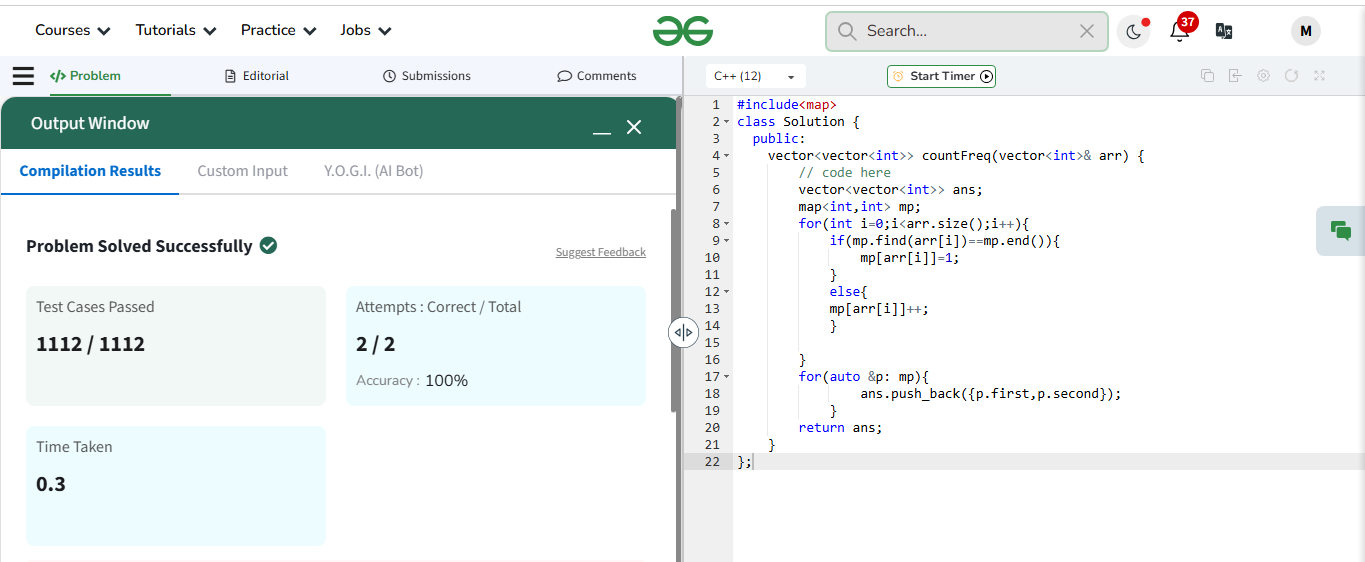 Courses Tutorials Practice Jobs Search... 37 M
Problem Editorial Submissions Comments
C++ (12) Start Timer
Output Window
Compilation Results Custom Input Y.O.G.I. (AI Bot)
Problem Solved Successfully
Suggest Feedback
Test Cases Passed
1112 / 1112
Attempts : Correct / Total
2 / 2
Accuracy : 100%
Time Taken
0.3
1 #include<map>
2 class Solution {
3 public:
4 vector<vector<int>> countFreq(vector<int>& arr) {
5 // code here
6 vector<vector<int>> ans;
7 map<int,int> mp;
8 for(int i=0;i<arr.size();i++){
9 if(mp.find(arr[i])==mp.end()){
10 mp[arr[i]]=1;
11 }
12 else{
13 mp[arr[i]]++;
14 }
15
16 }
17 for(auto &p: mp){
18 ans.push_back({p.first,p.second});
19 }
20 return ans;
21 }
22 };